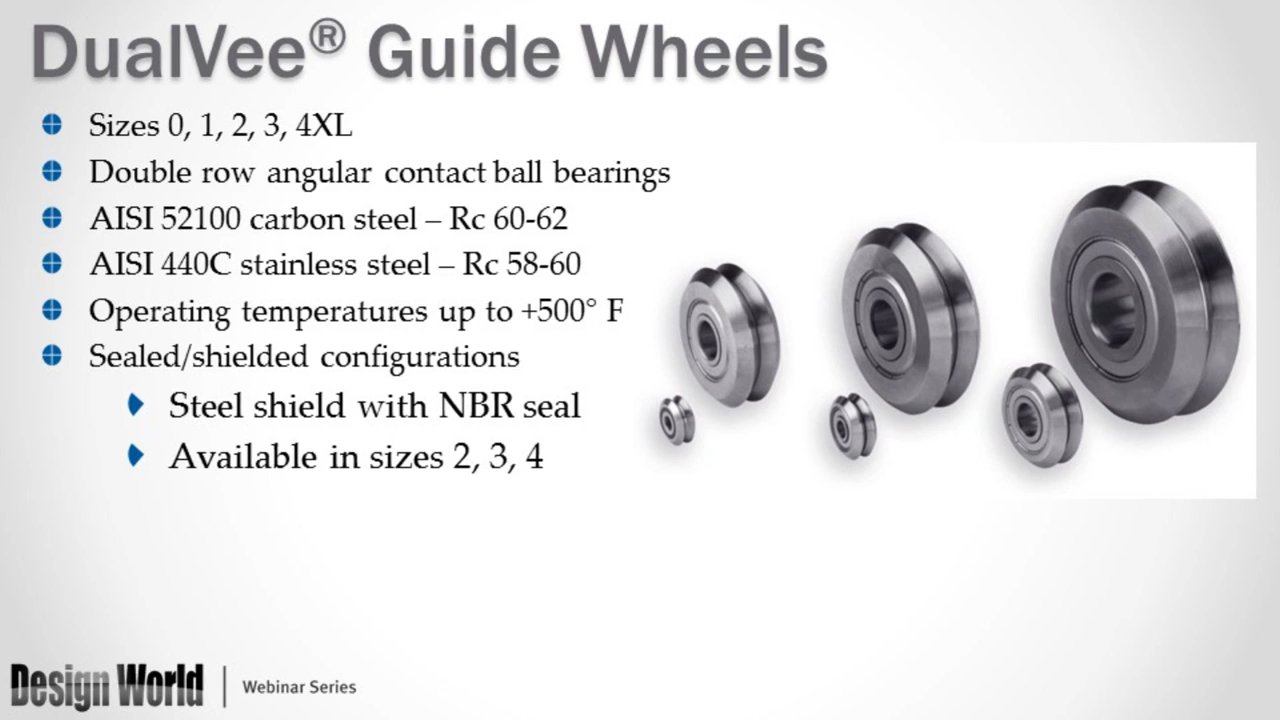 DualVee® Guide Wheels
Sizes 0, 1, 2, 3, 4XL
Double row angular contact ball bearings
AISI 52100 carbon steel – Rc 60-62
AISI 440C stainless steel – Rc 58-60
Operating temperatures up to +500° F
Sealed/shielded configurations
Steel shield with NBR seal
Available in sizes 2, 3, 4
Design World | Webinar Series